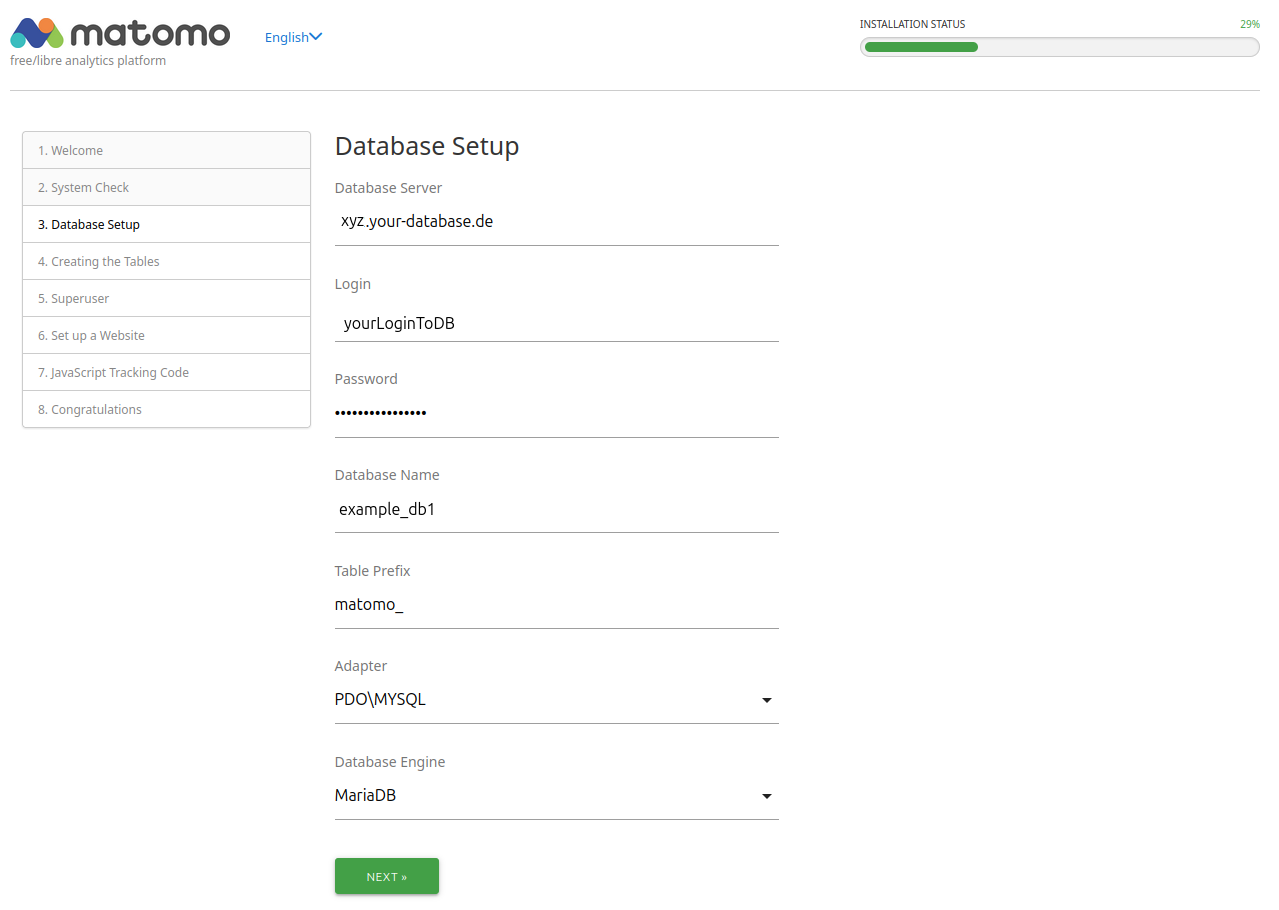 matomo
English
free/libre analytics platform
INSTALLATION STATUS
29%
1. Welcome
2. System Check
3. Database Setup
4. Creating the Tables
5. Superuser
6. Set up a Website
7. JavaScript Tracking Code
8. Congratulations
Database Setup
Database Server
xyz.your-database.de
Login
yourLoginToDB
Password
••••••••••••••••
Database Name
example_db1
Table Prefix
matomo_
Adapter
PDO\MYSQL
Database Engine
MariaDB
NEXT »